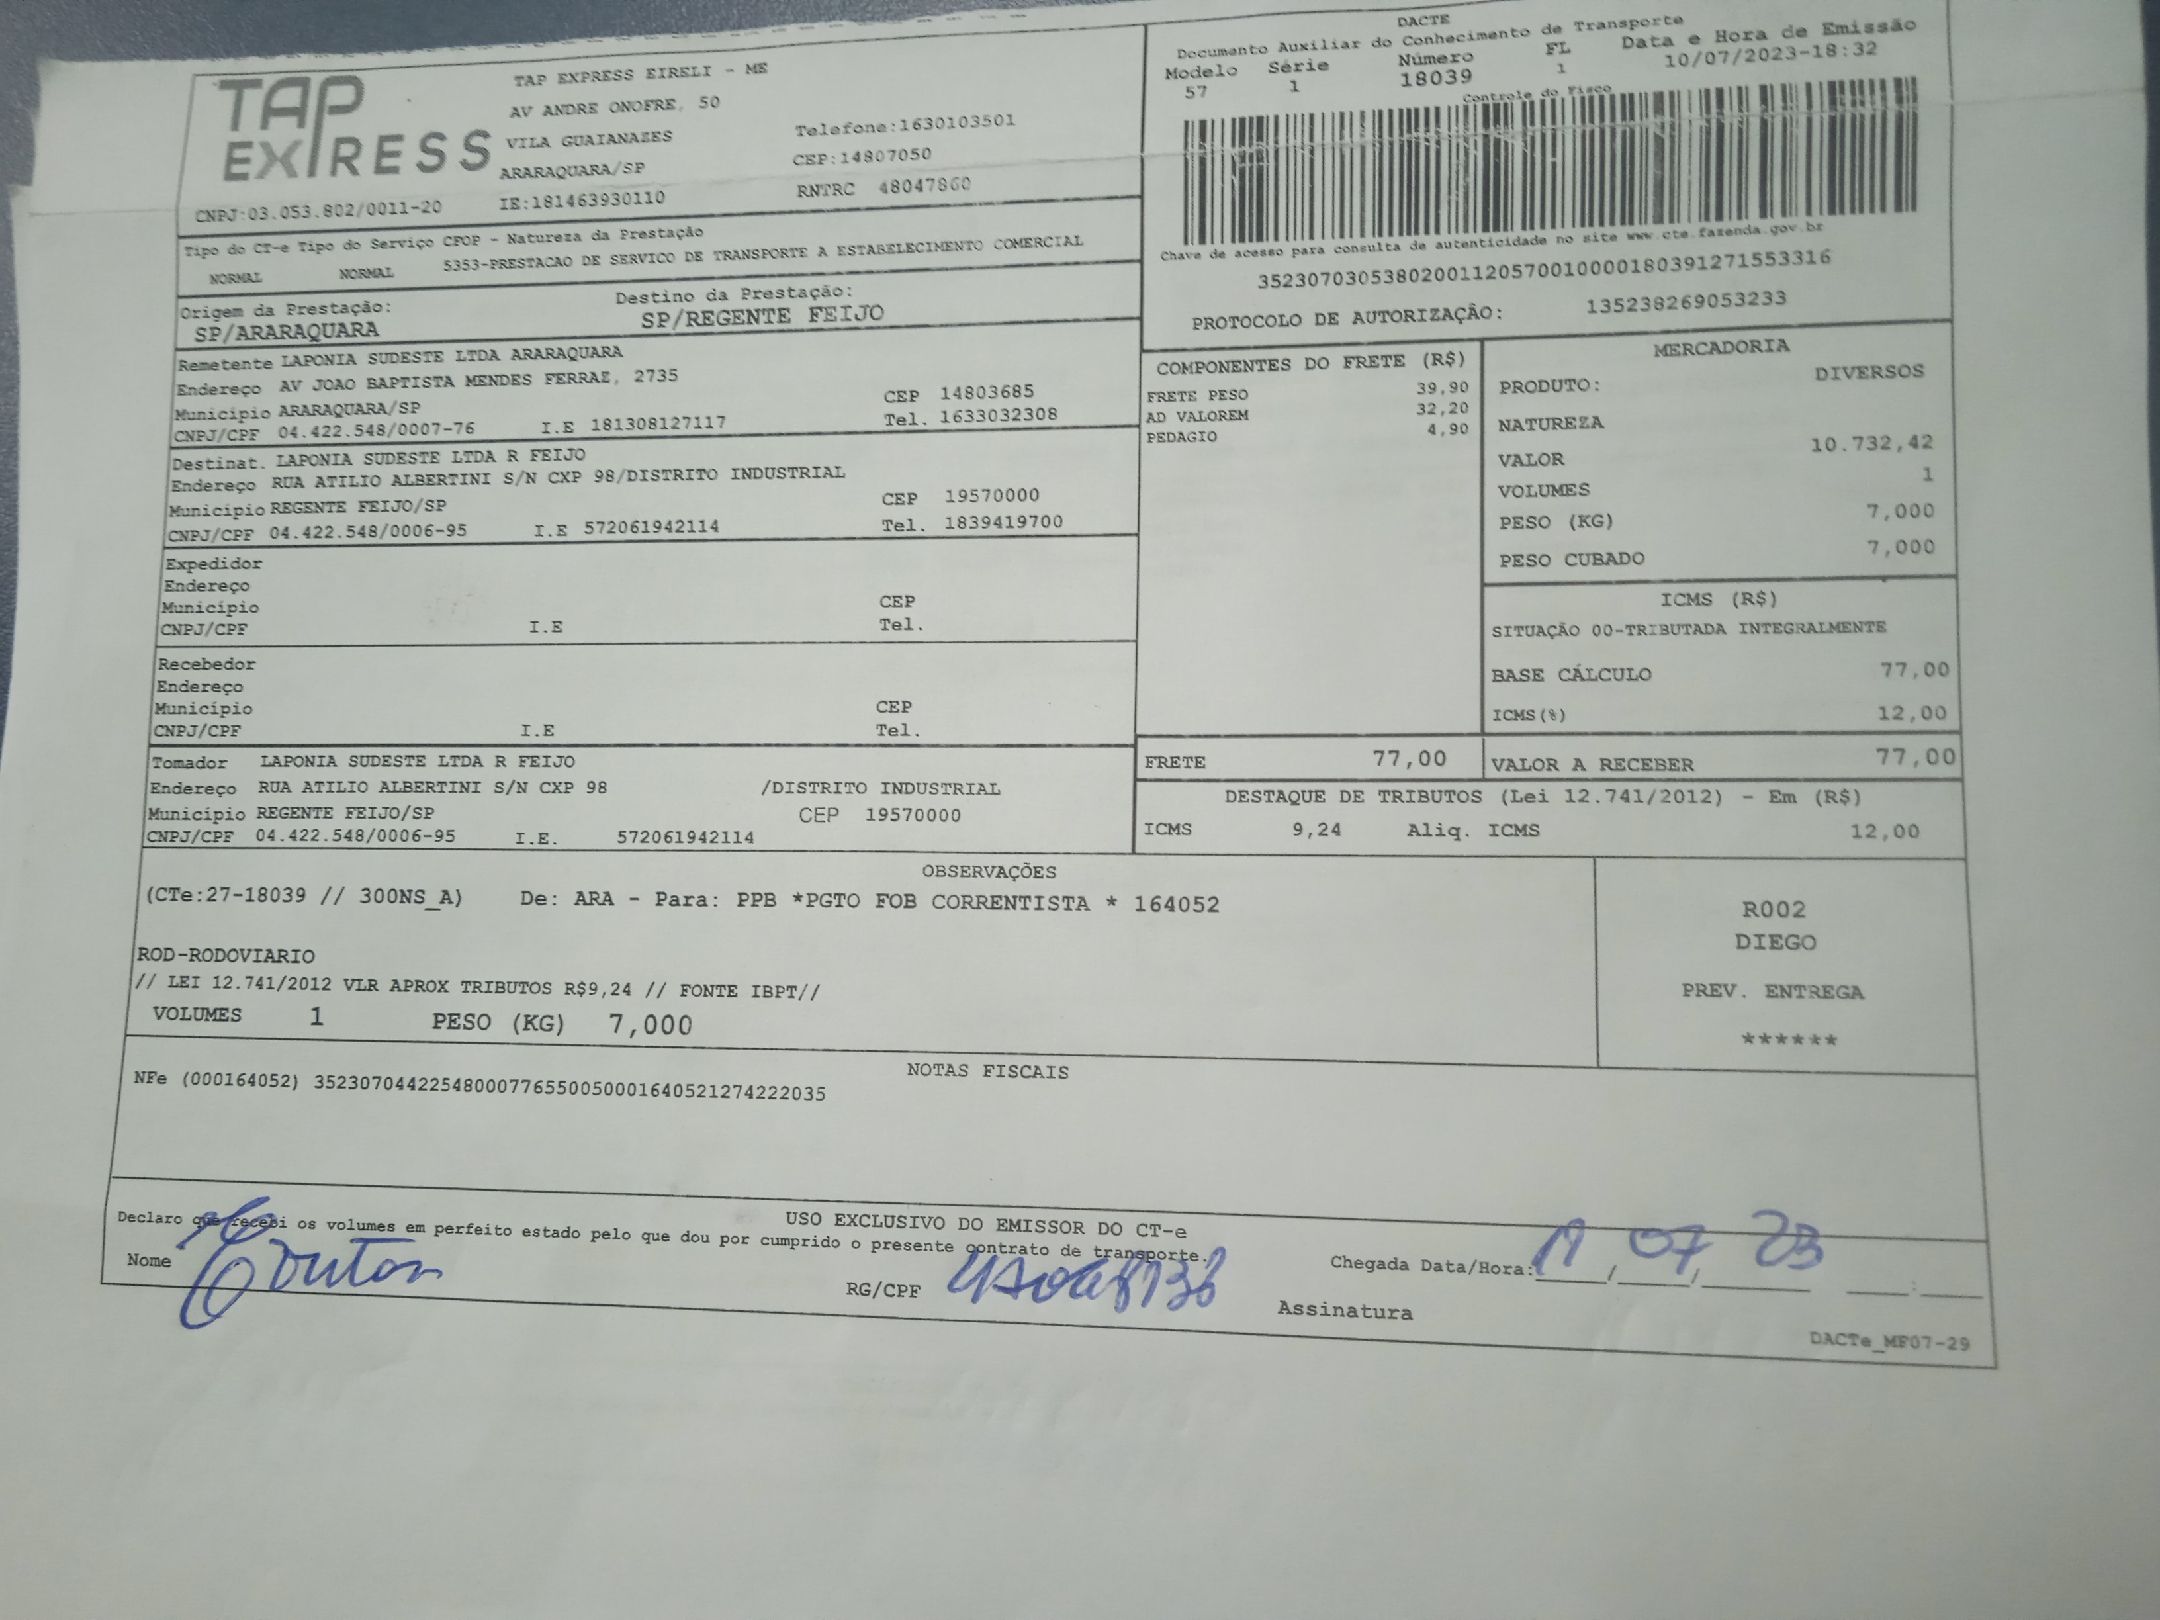 TAP EXPRESS
TAP EXPRESS EIRELI - ME
AV ANDRE ONOFRE, 50
VILA GUAIANAZES Telefone:1630103501
ARARAQUARA/SP CEP:14807050
CNPJ:03.053.802/0011-20 IE:181463930110 RNTRC 48047860
DACTE
Documento Auxiliar do Conhecimento de Transporte
Modelo Série Número FL Data e Hora de Emissão
57 1 18039 1 10/07/2023-18:32
Controle do Fisco
Chave de acesso para consulta de autenticidade no site www.cte.fazenda.gov.br
35230703053802001120570010000180391271553316
PROTOCOLO DE AUTORIZAÇÃO: 135238269053233
Tipo do CT-e Tipo do Serviço CFOP - Natureza da Prestação
NORMAL NORMAL 5353-PRESTACAO DE SERVICO DE TRANSPORTE A ESTABELECIMENTO COMERCIAL
Origem da Prestação: Destino da Prestação:
SP/ARARAQUARA SP/REGENTE FEIJO
Remetente LAPONIA SUDESTE LTDA ARARAQUARA
Endereço AV JOAO BAPTISTA MENDES FERRAZ, 2735
Município ARARAQUARA/SP CEP 14803685
CNPJ/CPF 04.422.548/0007-76 I.E 181308127117 Tel. 1633032308
Destinat. LAPONIA SUDESTE LTDA R FEIJO
Endereço RUA ATILIO ALBERTINI S/N CXP 98/DISTRITO INDUSTRIAL
Município REGENTE FEIJO/SP CEP 19570000
CNPJ/CPF 04.422.548/0006-95 I.E 572061942114 Tel. 1839419700
Expedidor
Endereço
Município CEP
CNPJ/CPF I.E Tel.
Recebedor
Endereço
Município CEP
CNPJ/CPF I.E Tel.
Tomador LAPONIA SUDESTE LTDA R FEIJO
Endereço RUA ATILIO ALBERTINI S/N CXP 98 /DISTRITO INDUSTRIAL
Município REGENTE FEIJO/SP CEP 19570000
CNPJ/CPF 04.422.548/0006-95 I.E. 572061942114
COMPONENTES DO FRETE (R$)
FRETE PESO 39,90
AD VALOREM 32,20
PEDAGIO 4,90
FRETE 77,00
MERCADORIA
PRODUTO: DIVERSOS
NATUREZA
VALOR 10.732,42
VOLUMES 1
PESO (KG) 7,000
PESO CUBADO 7,000
ICMS (R$)
SITUAÇÃO 00-TRIBUTADA INTEGRALMENTE
BASE CÁLCULO 77,00
ICMS(%) 12,00
VALOR A RECEBER 77,00
DESTAQUE DE TRIBUTOS (Lei 12.741/2012) - Em (R$)
ICMS 9,24 Aliq. ICMS 12,00
OBSERVAÇÕES
(CTe:27-18039 // 300NS_A) De: ARA - Para: PPB *PGTO FOB CORRENTISTA * 164052
ROD-RODOVIARIO
// LEI 12.741/2012 VLR APROX TRIBUTOS R$9,24 // FONTE IBPT//
VOLUMES 1 PESO (KG) 7,000
R002
DIEGO
PREV. ENTREGA
******
NOTAS FISCAIS
NFe (000164052) 35230704422548000776550050001640521274222035
USO EXCLUSIVO DO EMISSOR DO CT-e
Declaro que recebi os volumes em perfeito estado pelo que dou por cumprido o presente contrato de transporte.
Nome RG/CPF Chegada Data/Hora: 11 / 07 / 23 :
Assinatura
DACTe_MF07-29